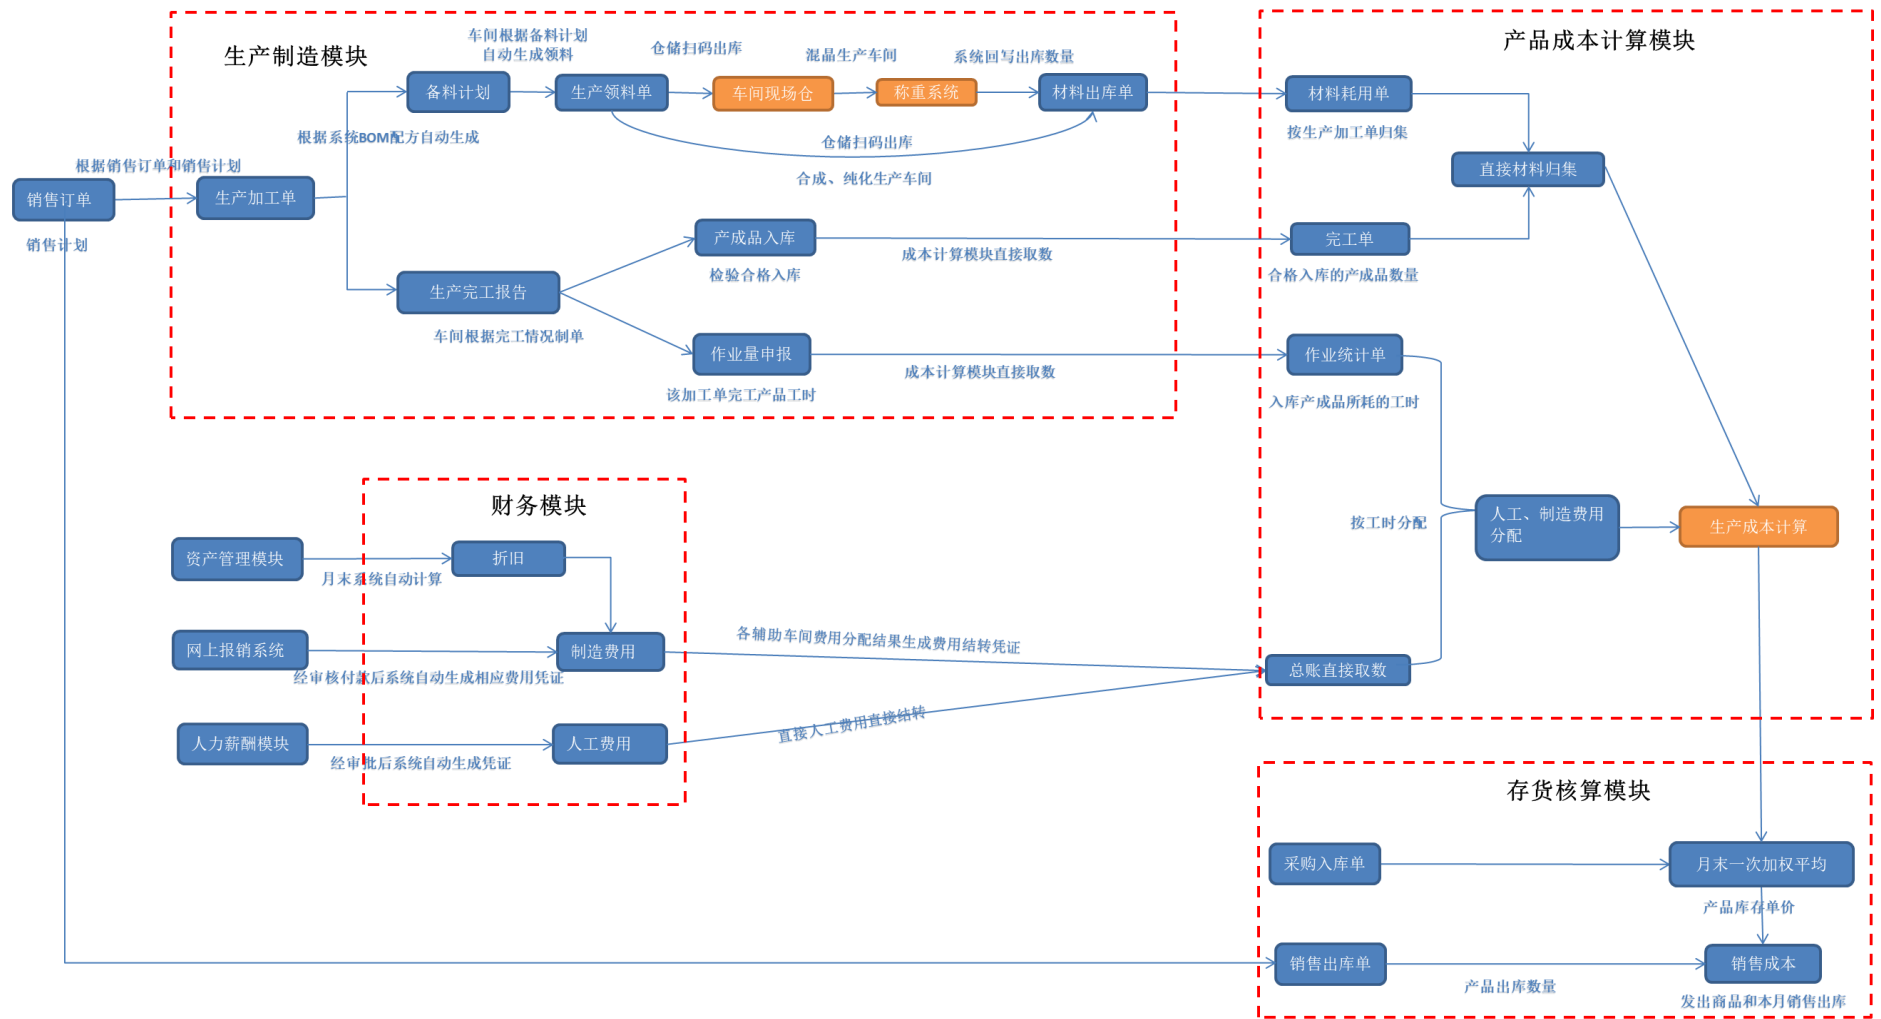 生产制造模块
车间根据备料计划
自动生成领料
仓储扫码出库
混晶生产车间
系统回写出库数量
备料计划
生产领料单
车间现场仓
称重系统
材料出库单
根据系统BOM配方自动生成
仓储扫码出库
合成、纯化生产车间
根据销售订单和销售计划
销售订单
销售计划
生产加工单
产成品入库
检验合格入库
成本计算模块直接取数
生产完工报告
车间根据完工情况制单
作业量申报
该加工单完工产品工时
成本计算模块直接取数
产品成本计算模块
材料耗用单
按生产加工单归集
直接材料归集
完工单
合格入库的产成品数量
作业统计单
入库产成品所耗的工时
按工时分配
人工、制造费用
分配
生产成本计算
总账直接取数
财务模块
资产管理模块
月末系统自动计算
折旧
网上报销系统
经审核付款后系统自动生成相应费用凭证
制造费用
各辅助车间费用分配结果生成费用结转凭证
人力薪酬模块
经审批后系统自动生成凭证
人工费用
直接人工费用直接结转
存货核算模块
采购入库单
月末一次加权平均
产品库存单价
销售出库单
产品出库数量
销售成本
发出商品和本月销售出库